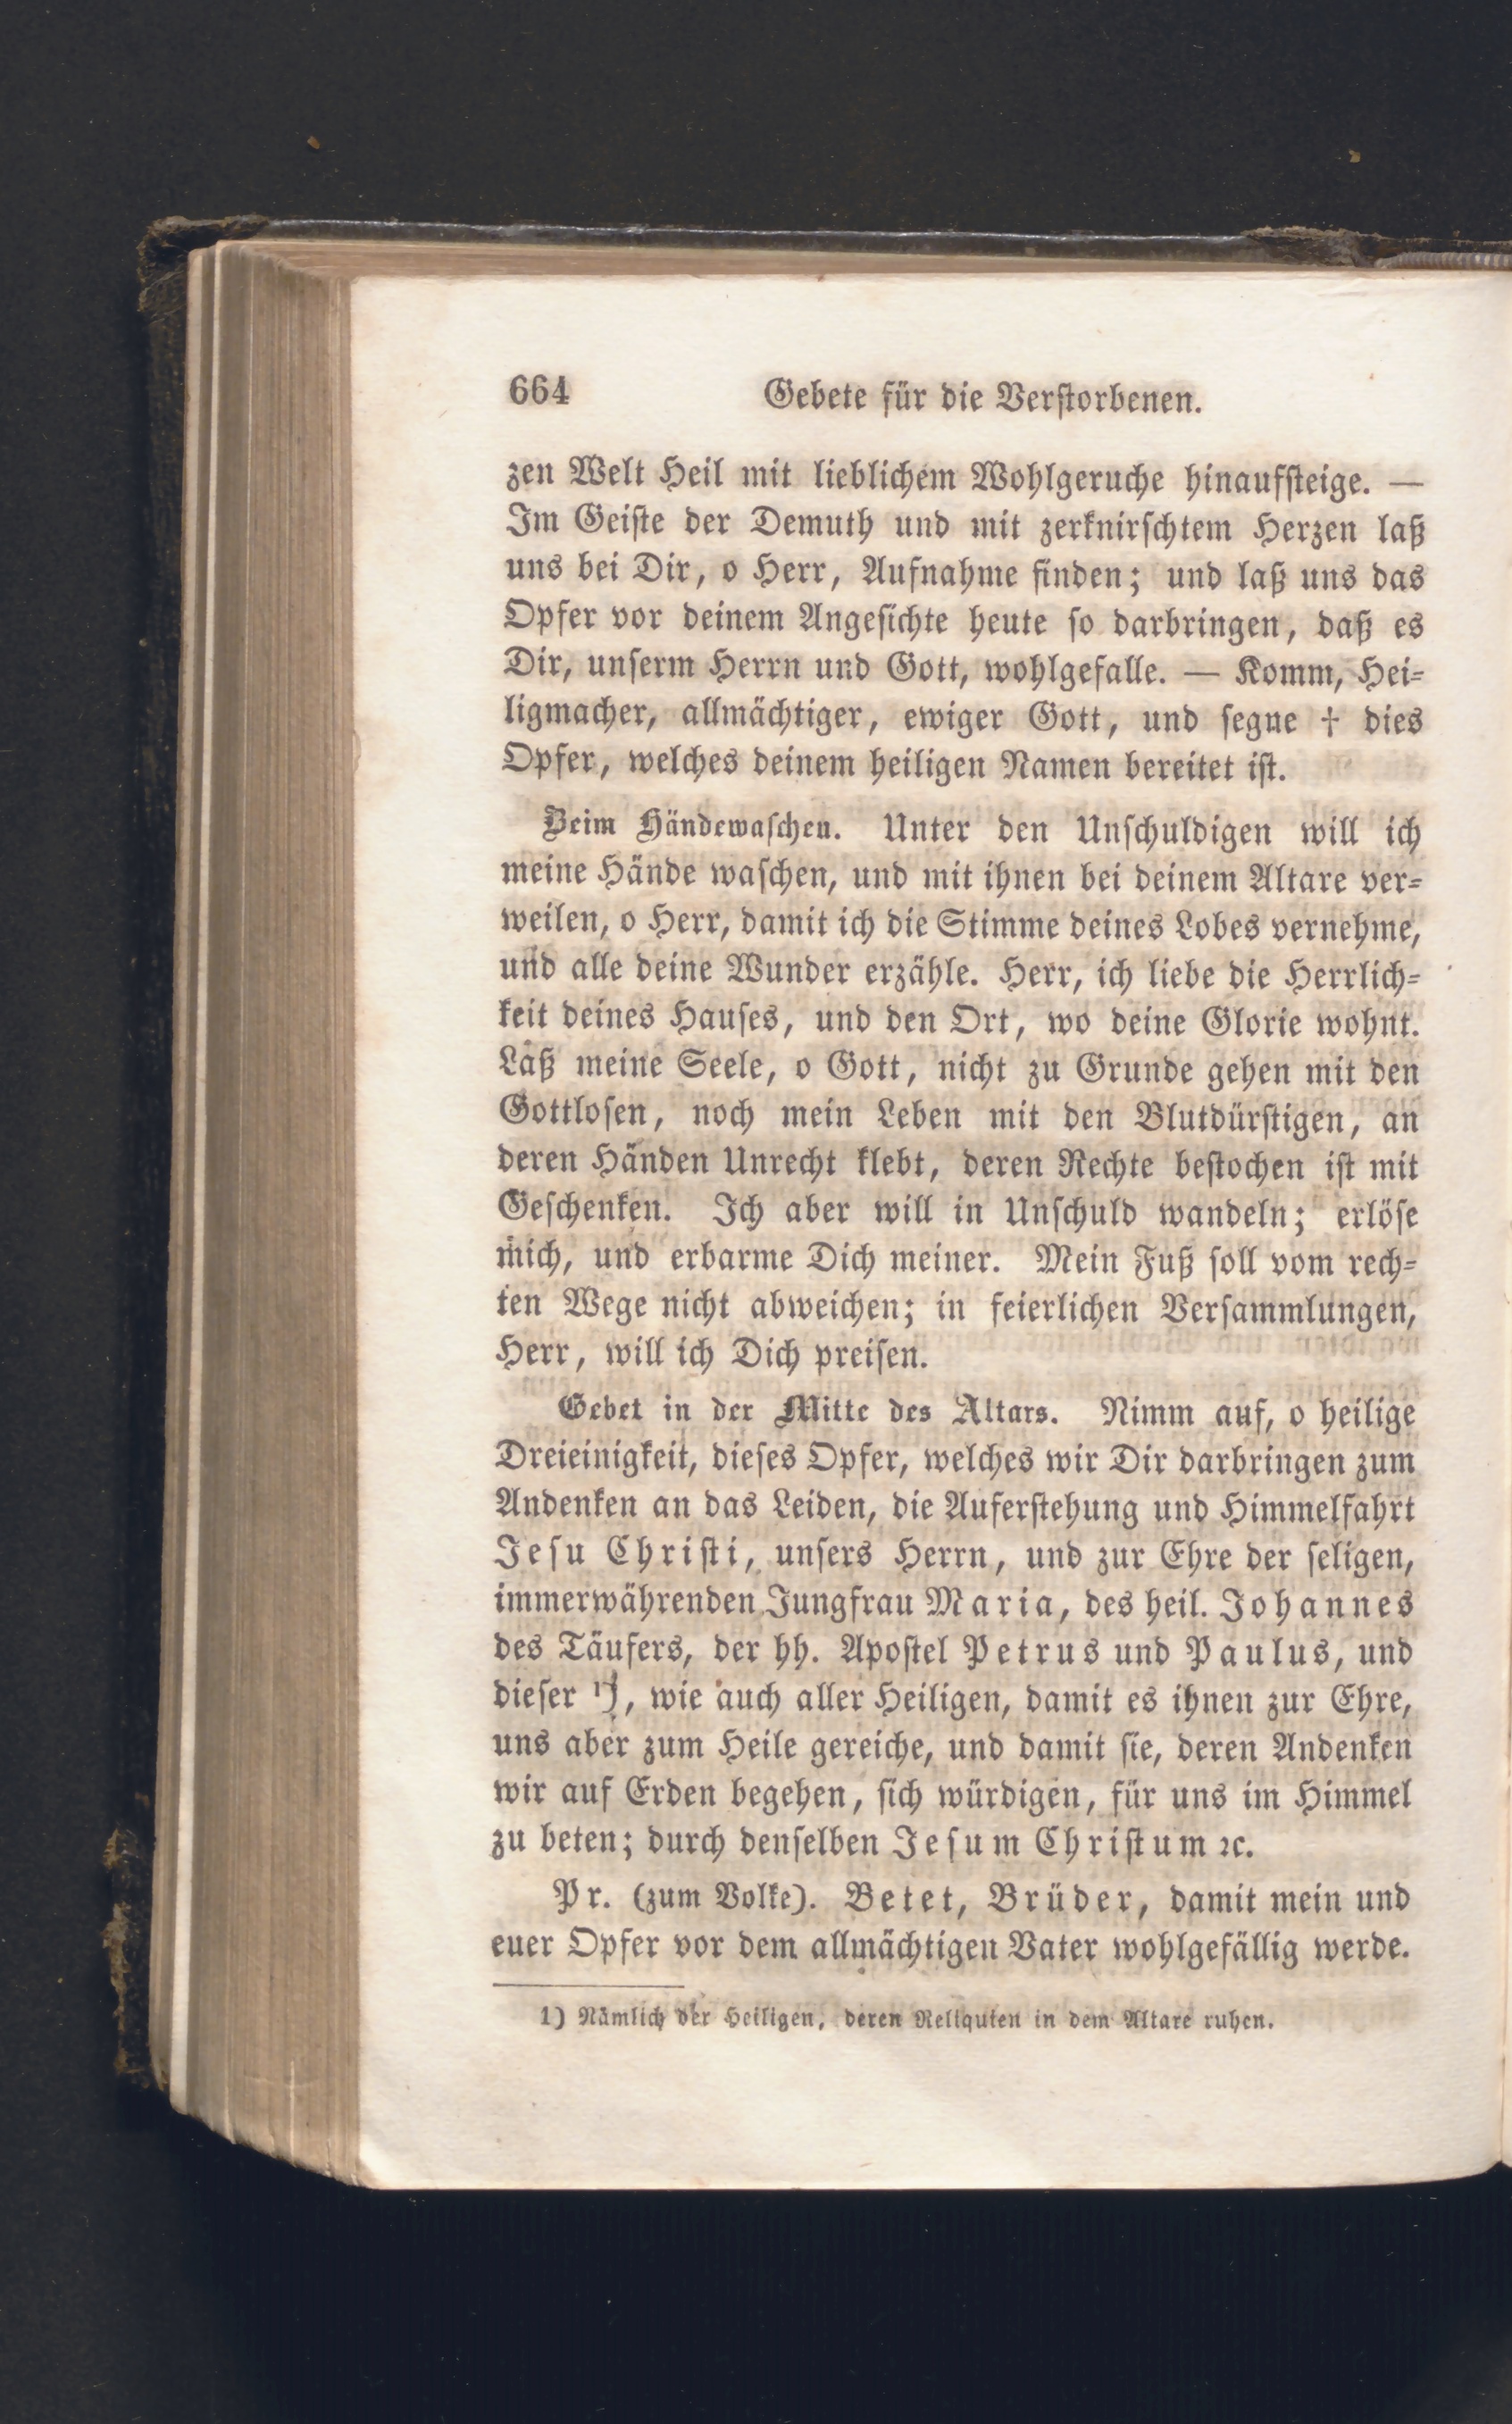 664 Gebete für die Verstorbenen.
zen Welt Heil mit lieblichem Wohlgeruche hinaufsteige. —
Im Geiste der Demuth und mit zerknirschtem Herzen laß
uns bei Dir, o Herr, Aufnahme finden; und laß uns das
Opfer vor deinem Angesichte heute so darbringen, daß es
Dir, unserm Herrn und Gott, wohlgefalle. — Komm, Hei-
ligmacher, allmächtiger, ewiger Gott, und segne † dies
Opfer, welches deinem heiligen Namen bereitet ist.
Beim Händewaschen. Unter den Unschuldigen will ich
meine Hände waschen, und mit ihnen bei deinem Altare ver-
weilen, o Herr, damit ich die Stimme deines Lobes vernehme,
und alle deine Wunder erzähle. Herr, ich liebe die Herrlich-
keit deines Hauses, und den Ort, wo deine Glorie wohnt.
Laß meine Seele, o Gott, nicht zu Grunde gehen mit den
Gottlosen, noch mein Leben mit den Blutdürstigen, an
deren Händen Unrecht klebt, deren Rechte bestochen ist mit
Geschenken. Ich aber will in Unschuld wandeln; erlöse
mich, und erbarme Dich meiner. Mein Fuß soll vom rech-
ten Wege nicht abweichen; in feierlichen Versammlungen,
Herr, will ich Dich preisen.
Gebet in der Mitte des Altars. Nimm auf, o heilige
Dreieinigkeit, dieses Opfer, welches wir Dir darbringen zum
Andenken an das Leiden, die Auferstehung und Himmelfahrt
Jesu Christi, unsers Herrn, und zur Ehre der seligen,
immerwährenden Jungfrau Maria, des heil. Johannes
des Täufers, der hh. Apostel Petrus und Paulus, und
dieser ¹), wie auch aller Heiligen, damit es ihnen zur Ehre,
uns aber zum Heile gereiche, und damit sie, deren Andenken
wir auf Erden begehen, sich würdigen, für uns im Himmel
zu beten; durch denselben Jesum Christum ꝛc.
Pr. (zum Volke). Betet, Brüder, damit mein und
euer Opfer vor dem allmächtigen Vater wohlgefällig werde.
1) Nämlich der Heiligen, deren Reliquien in dem Altare ruhen.